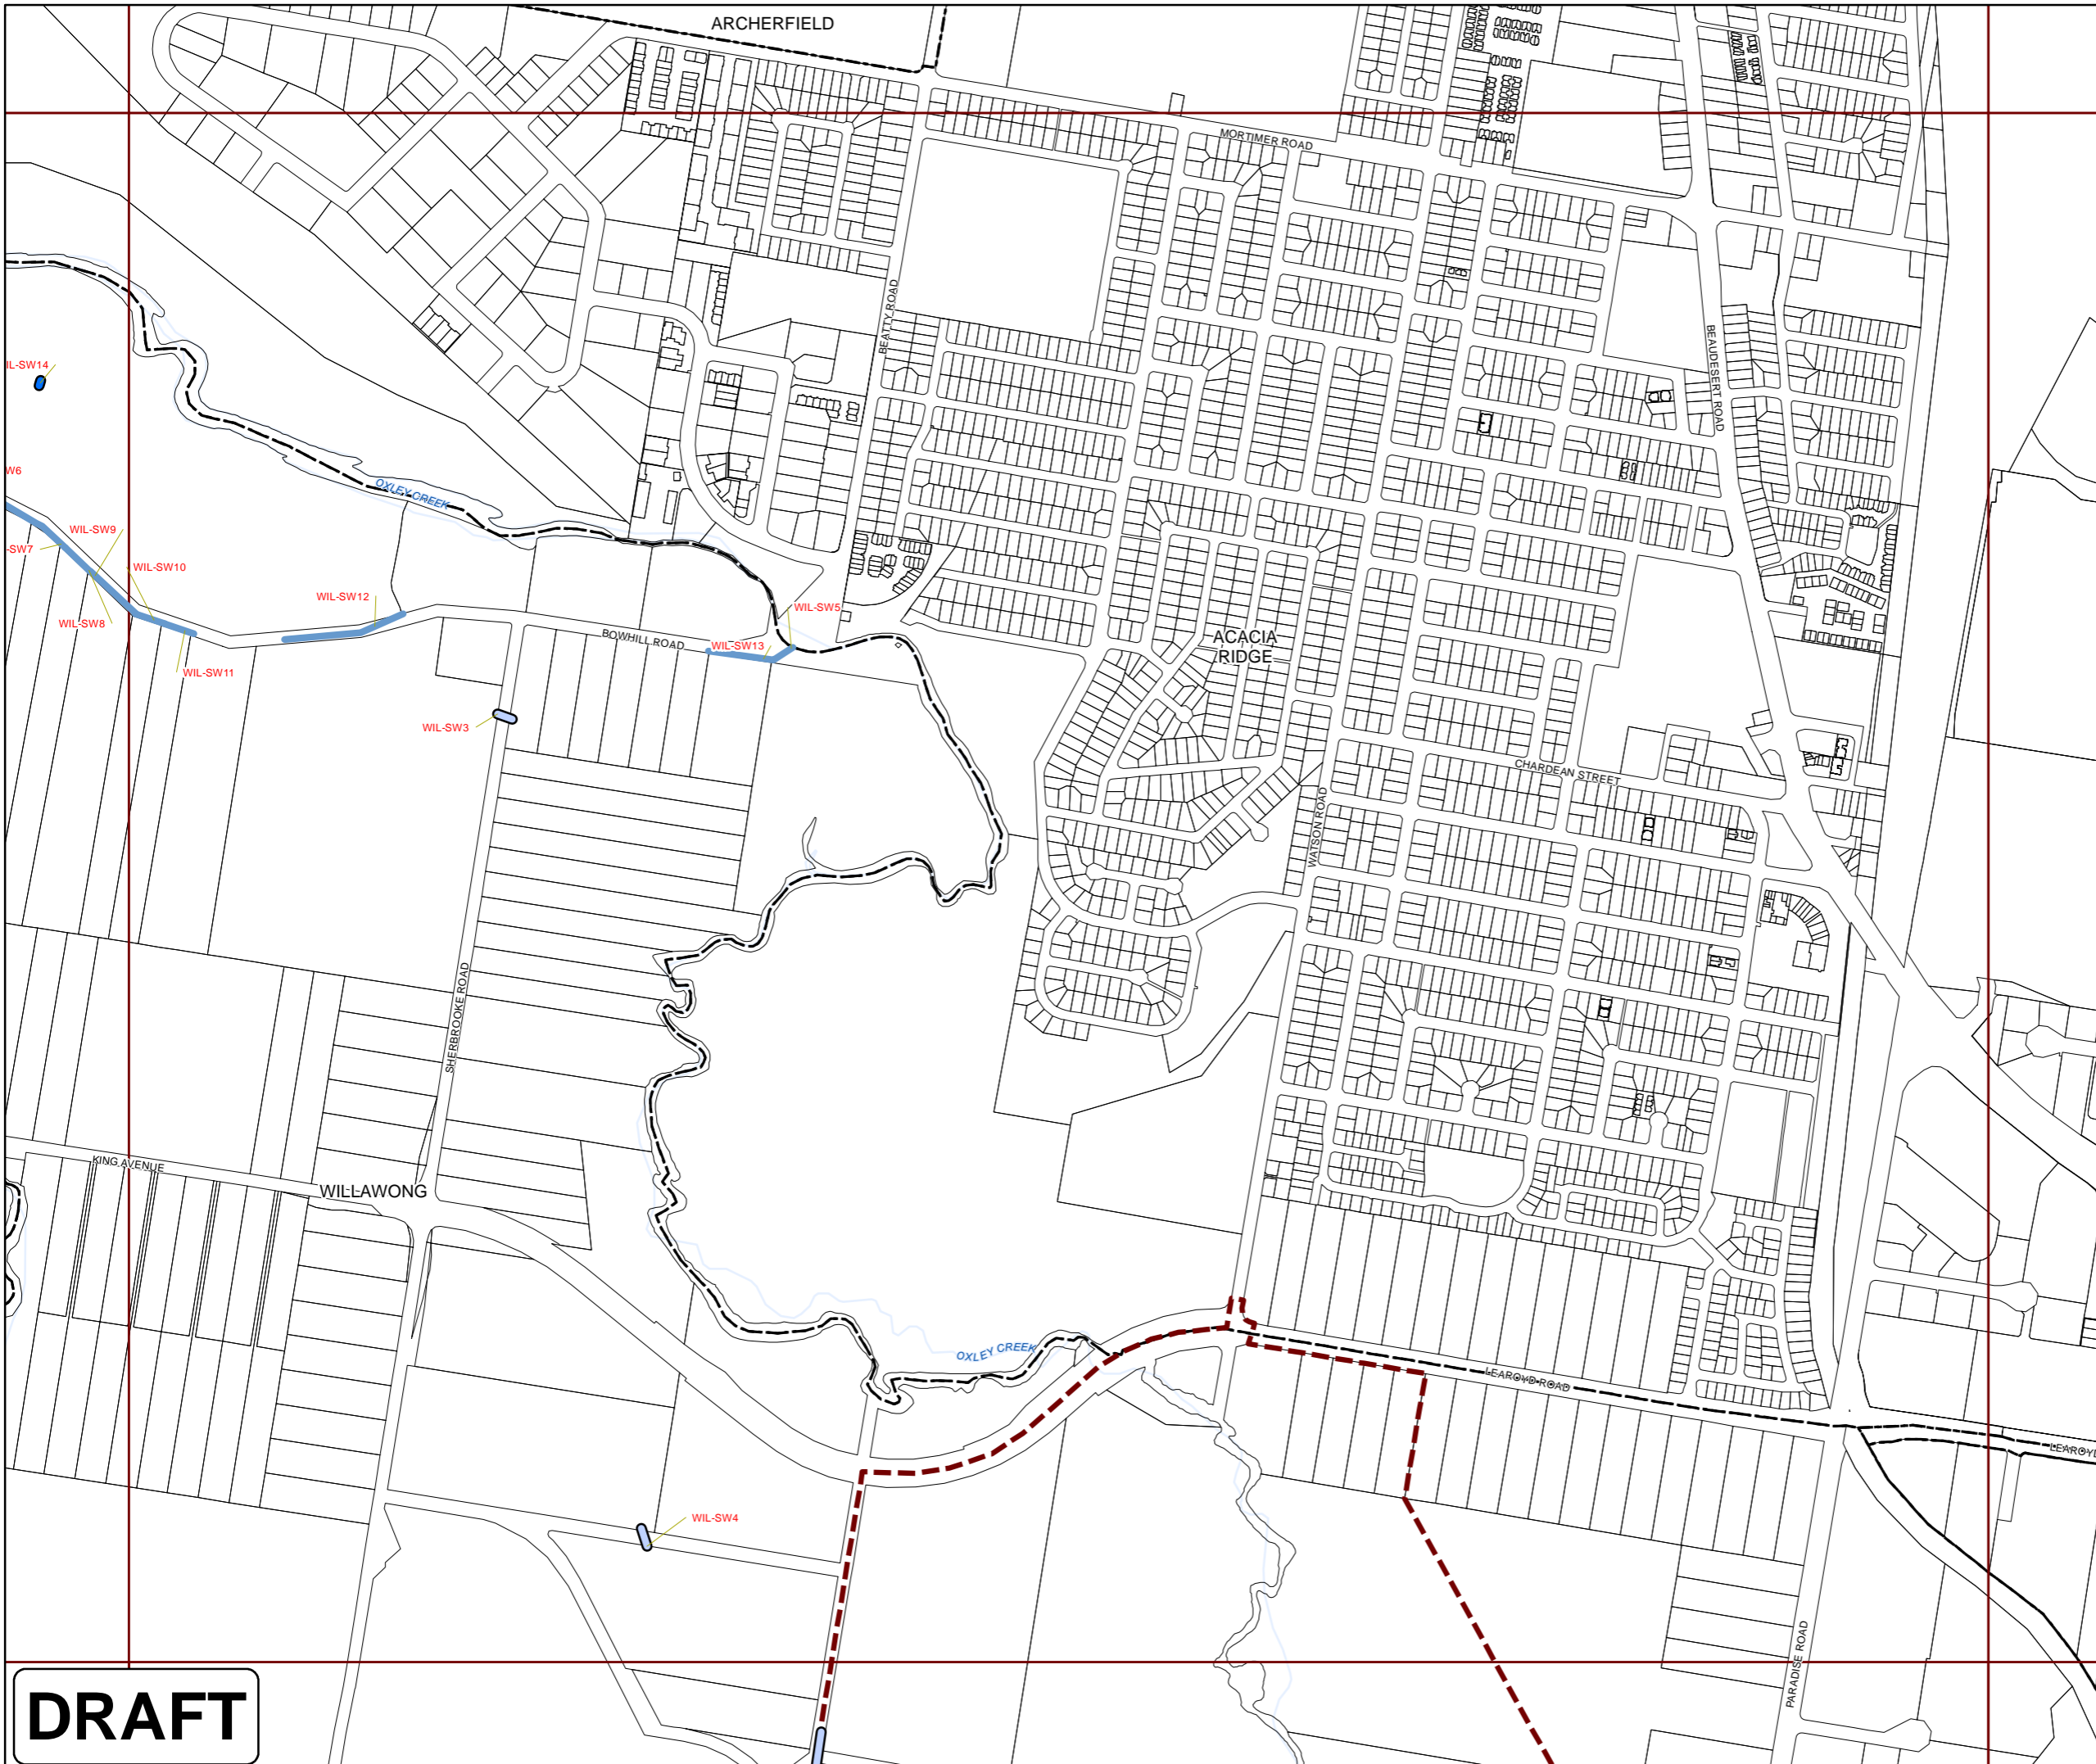 ARCHERFIELD
MORTIMER ROAD
BEATTY ROAD
BEAUDESERT ROAD
IL-SW14
W6
OXLEY CREEK
WIL-SW9
-SW7
WIL-SW10
WIL-SW12
WIL-SW8
WIL-SW5
BOWHILL ROAD
WIL-SW13
ACACIA
RIDGE
WIL-SW11
WIL-SW3
CHARDEAN STREET
WATSON ROAD
SHERBROOKE ROAD
KING AVENUE
WILLAWONG
OXLEY CREEK
LEAROYD ROAD
LEAROYD
WIL-SW4
PARADISE ROAD
DRAFT